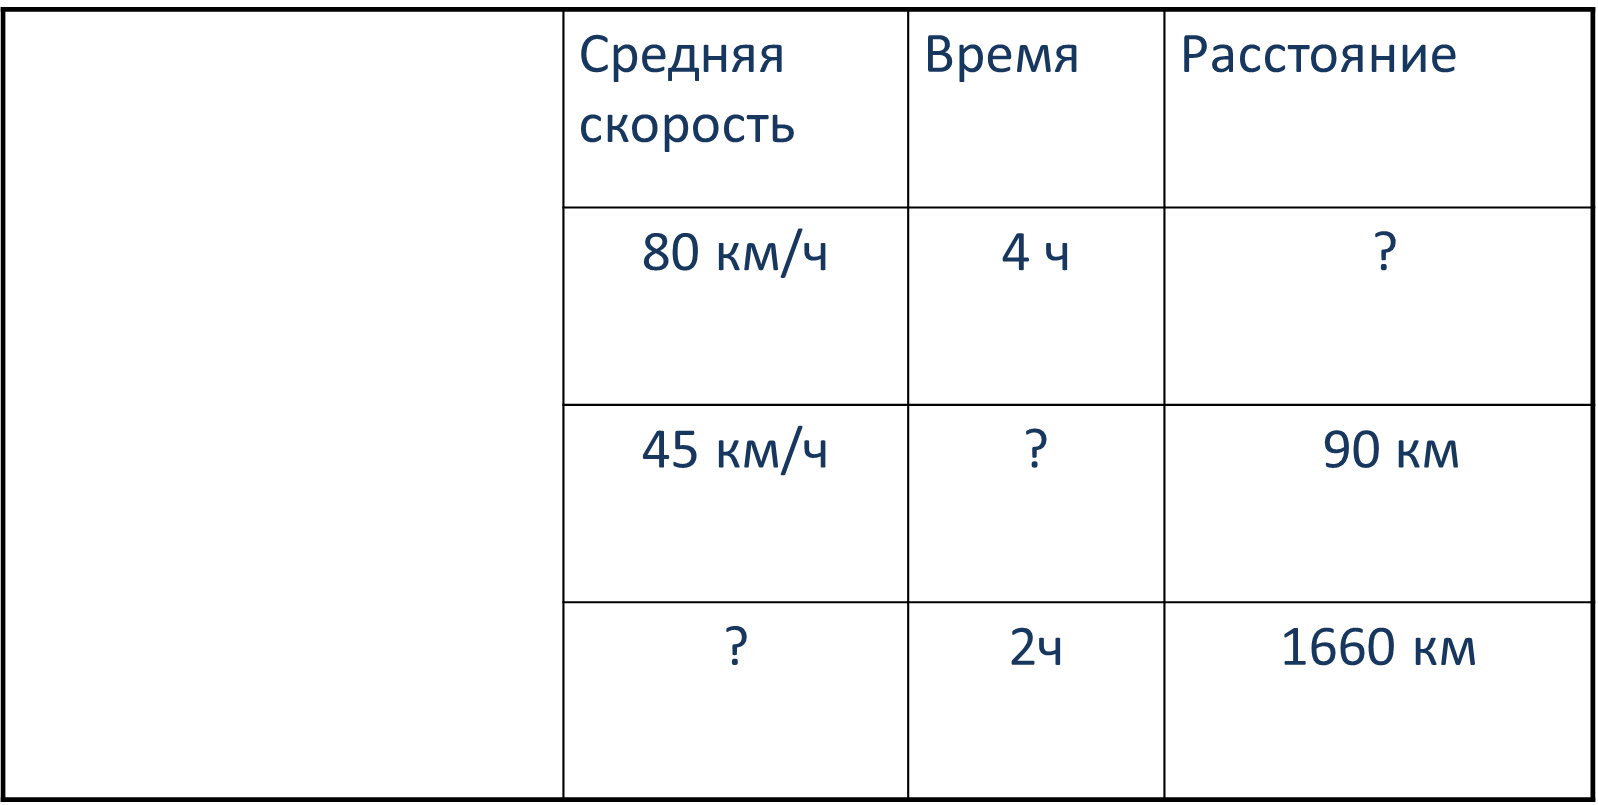 Средняя Время Расстояние
скорость
80 км/ч 4 ч ?
45 км/ч ? 90 км
? 2ч 1660 км